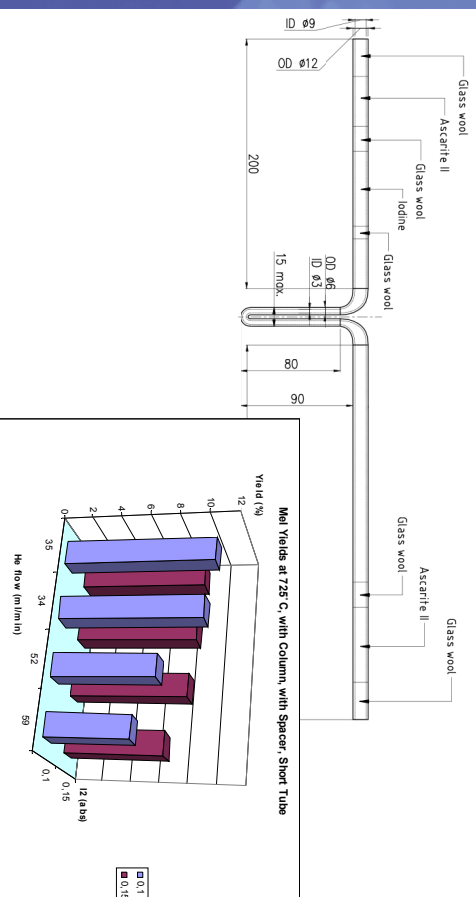 ID ø9
OD ø12
Glass wool
Ascarite II
Glass wool
Iodine
Glass wool
200
OD ø6
ID ø3
15 max.
80
90
Glass wool
Ascarite II
Glass wool
MeI Yields at 725°C, with Column, with Spacer, Short Tube
Yield (%)
12
10
8
6
4
2
0
35
34
52
59
He flow (ml/min)
0,1
0,15
I2 (abs)
0,1